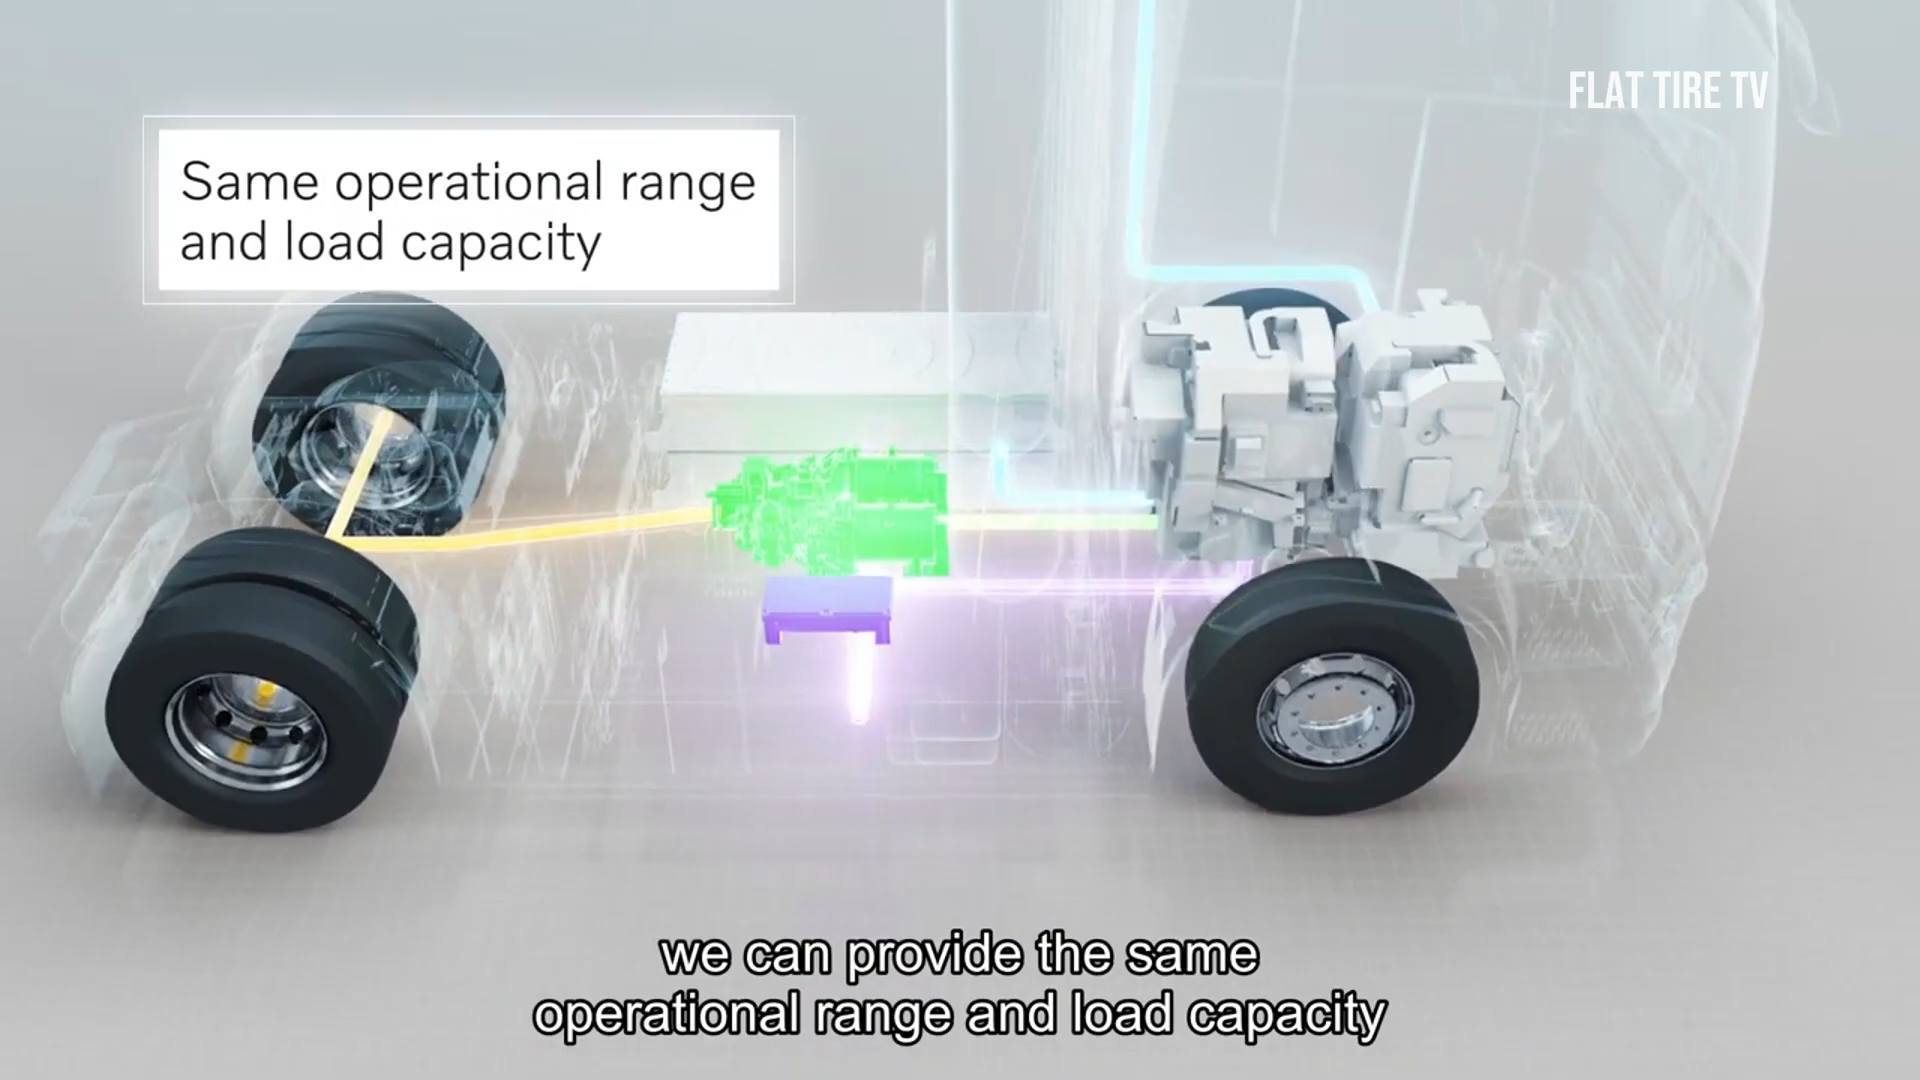 FLAT TIRE TV
Same operational range
and load capacity
we can provide the same
operational range and load capacity